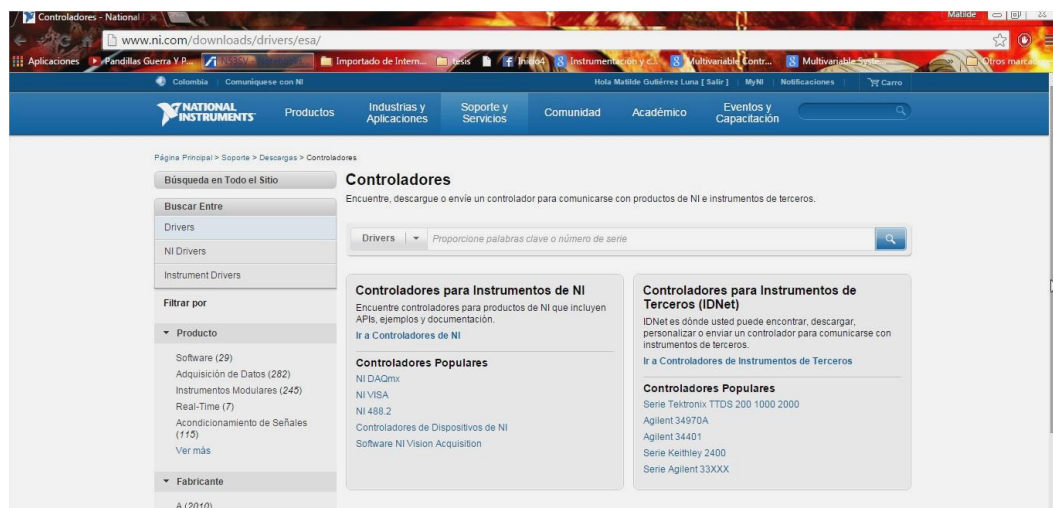 Controladores - National
Matilde
www.ni.com/downloads/drivers/esa/
Aplicaciones
Pandillas Guerra Y P...
Importado de Intern...
tesis
Inicio4
Instrumentación y c...
Multivariable Contr...
Multivariable Syste...
Otros marcadores
Colombia | Comuníquese con NI
Hola Matilde Gutiérrez Luna [ Salir ] | MyNI | Notificaciones | Carro
NATIONAL INSTRUMENTS
Productos
Industrias y Aplicaciones
Soporte y Servicios
Comunidad
Académico
Eventos y Capacitación
Página Principal > Soporte > Descargas > Controladores
Búsqueda en Todo el Sitio
Buscar Entre
Drivers
NI Drivers
Instrument Drivers
Filtrar por
Producto
Software (29)
Adquisición de Datos (282)
Instrumentos Modulares (245)
Real-Time (7)
Acondicionamiento de Señales
(115)
Ver más
Fabricante
A (2010)
Controladores
Encuentre, descargue o envíe un controlador para comunicarse con productos de NI e instrumentos de terceros.
Drivers
Proporcione palabras clave o número de serie
Controladores para Instrumentos de NI
Encuentre controladores para productos de NI que incluyen
APIs, ejemplos y documentación.
Ir a Controladores de NI
Controladores Populares
NI DAQmx
NI VISA
NI 488.2
Controladores de Dispositivos de NI
Software NI Vision Acquisition
Controladores para Instrumentos de
Terceros (IDNet)
IDNet es dónde usted puede encontrar, descargar,
personalizar o enviar un controlador para comunicarse con
instrumentos de terceros.
Ir a Controladores de Instrumentos de Terceros
Controladores Populares
Serie Tektronix TTDS 200 1000 2000
Agilent 34970A
Agilent 34401
Serie Keithley 2400
Serie Agilent 33XXX